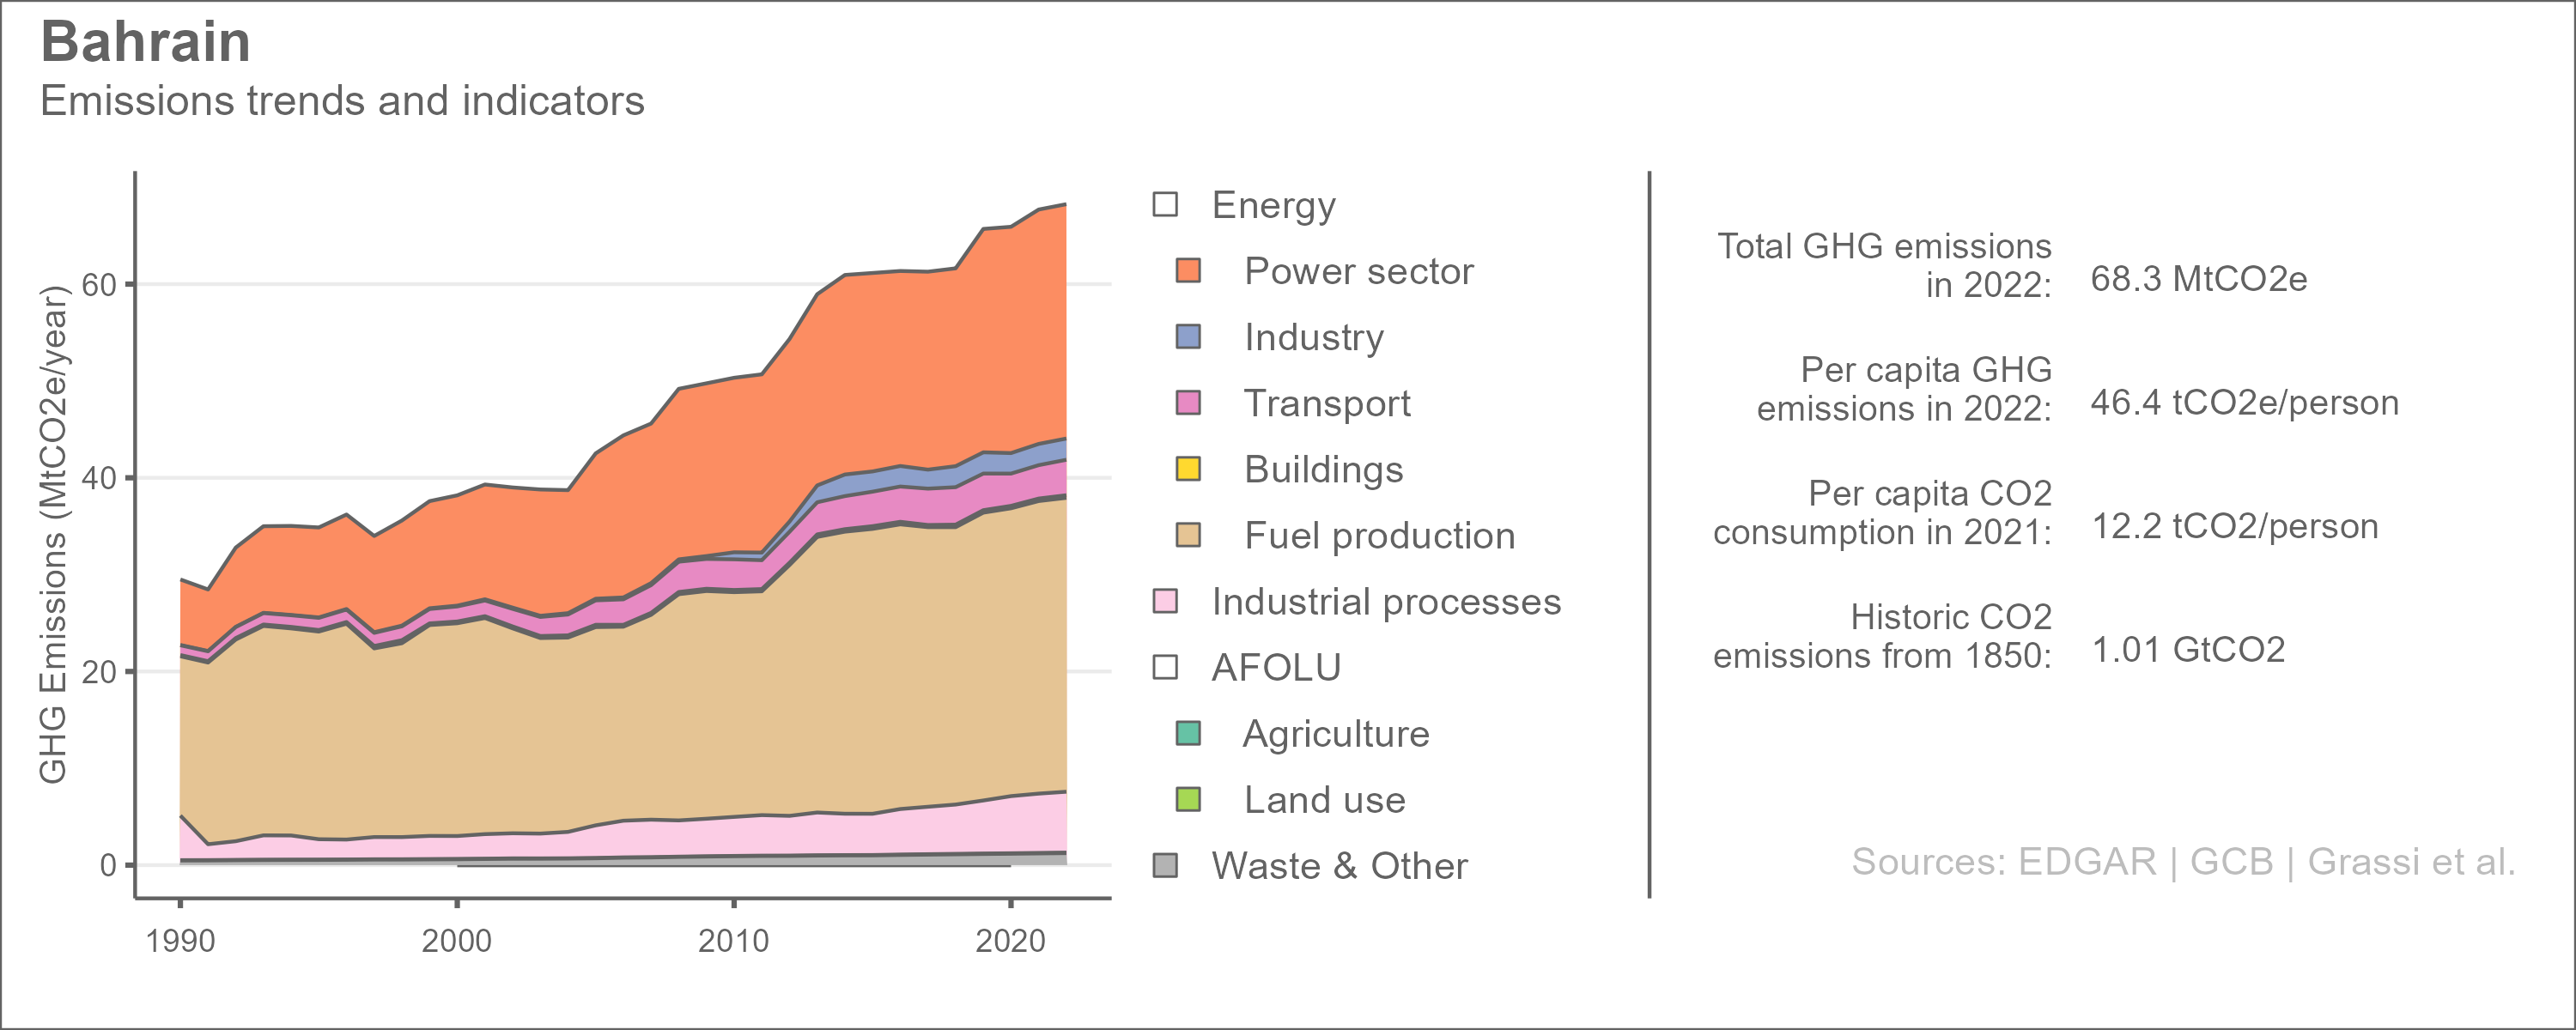 Bahrain
Emissions trends and indicators
GHG Emissions (MtCO2e/year)
60
40
20
0
1990
2000
2010
2020
Energy
Power sector
Industry
Transport
Buildings
Fuel production
Industrial processes
AFOLU
Agriculture
Land use
Waste & Other
Total GHG emissions
in 2022:
68.3 MtCO2e
Per capita GHG
emissions in 2022:
46.4 tCO2e/person
Per capita CO2
consumption in 2021:
12.2 tCO2/person
Historic CO2
emissions from 1850:
1.01 GtCO2
Sources: EDGAR | GCB | Grassi et al.